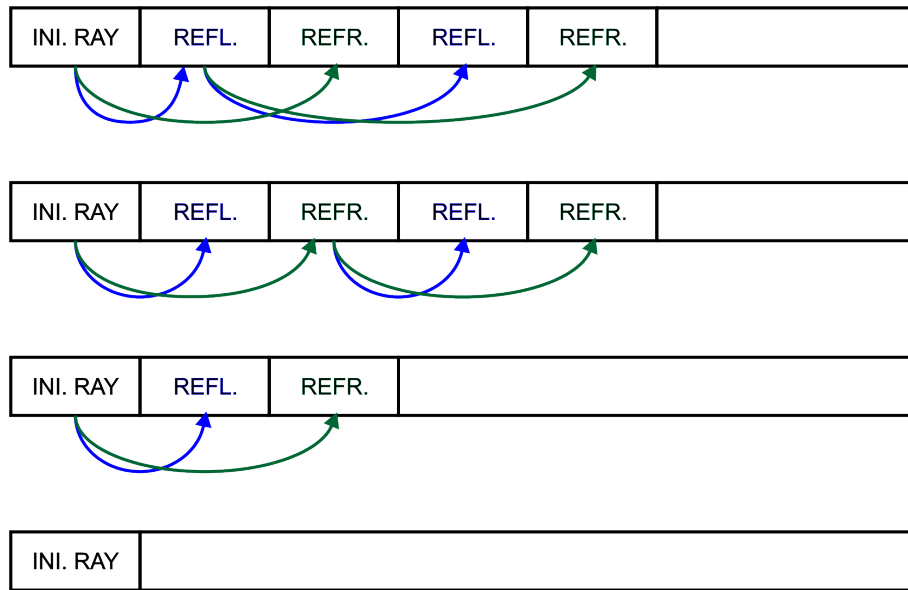 INI. RAY REFL. REFR. REFL. REFR.
INI. RAY REFL. REFR. REFL. REFR.
INI. RAY REFL. REFR.
INI. RAY